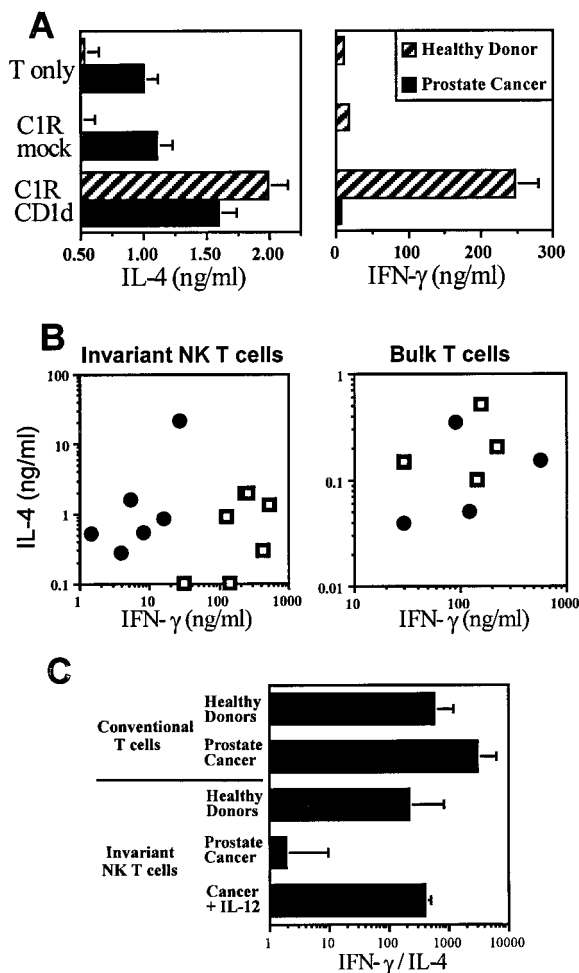 A
T only
C1R
mock
C1R
CD1d
0.50 1.00 1.50 2.00
IL-4 (ng/ml)
Healthy Donor
Prostate Cancer
0 100 200 300
IFN-γ (ng/ml)
B
Invariant NK T cells
Bulk T cells
IL-4 (ng/ml)
100
10
1
0.1
1 10 100 1000
IFN- γ (ng/ml)
1
0.1
0.01
10 100 1000
IFN- γ (ng/ml)
C
Conventional
T cells
Healthy
Donors
Prostate
Cancer
Invariant
NK T cells
Healthy
Donors
Prostate
Cancer
Cancer
+ IL-12
1 10 100 1000 10000
IFN-γ / IL-4